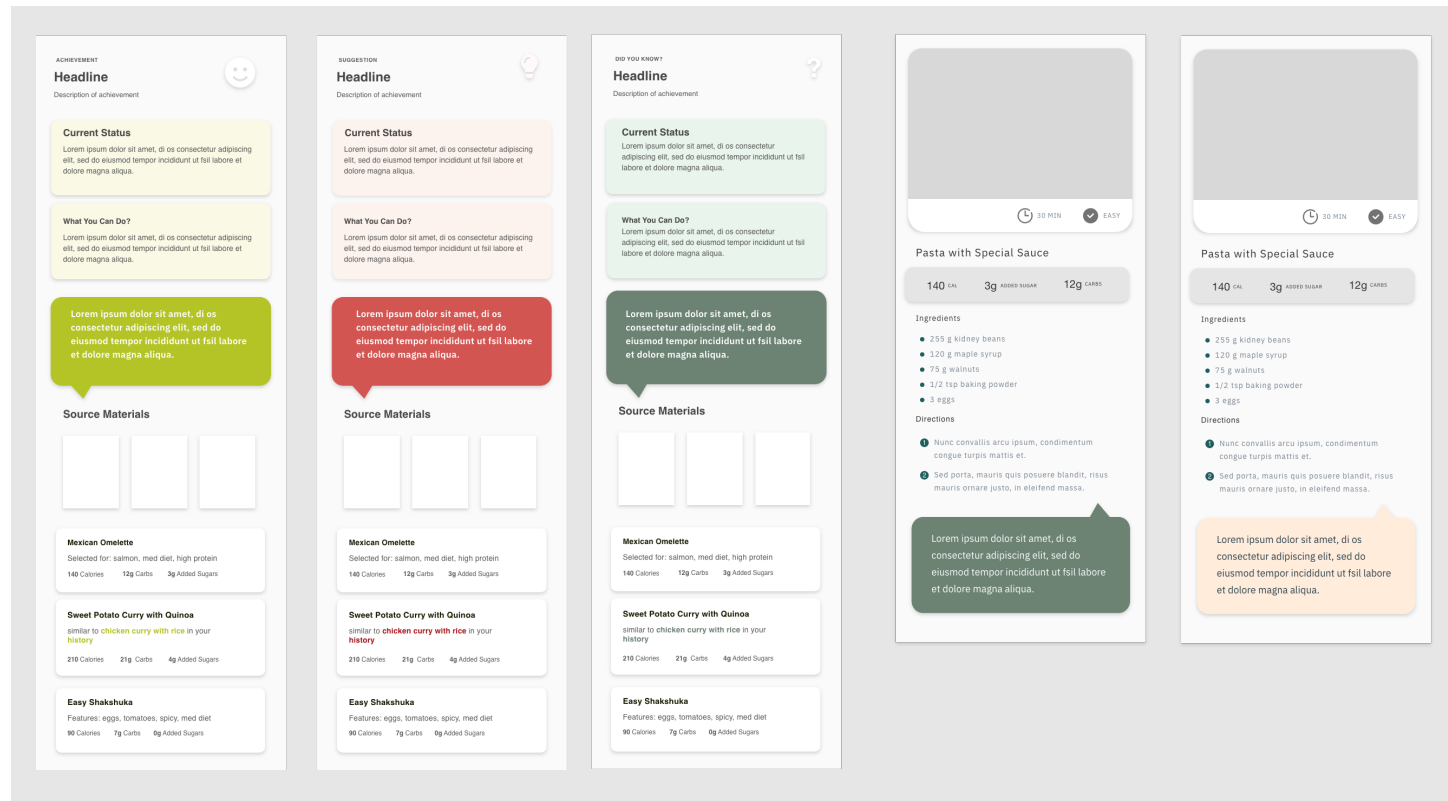 ACHIEVEMENT
Headline
Description of achievement
Current Status
Lorem ipsum dolor sit amet, di os consectetur adipiscing
elit, sed do eiusmod tempor incididunt ut fsil labore et
dolore magna aliqua.
What You Can Do?
Lorem ipsum dolor sit amet, di os consectetur adipiscing
elit, sed do eiusmod tempor incididunt ut fsil labore et
dolore magna aliqua.
Lorem ipsum dolor sit amet, di os
consectetur adipiscing elit, sed do
eiusmod tempor incididunt ut fsil labore
et dolore magna aliqua.
Source Materials
Mexican Omelette
Selected for: salmon, med diet, high protein
140 Calories 12g Carbs 3g Added Sugars
Sweet Potato Curry with Quinoa
similar to chicken curry with rice in your
history
210 Calories 21g Carbs 4g Added Sugars
Easy Shakshuka
Features: eggs, tomatoes, spicy, med diet
90 Calories 7g Carbs 0g Added Sugars
SUGGESTION
Headline
Description of achievement
Current Status
Lorem ipsum dolor sit amet, di os consectetur adipiscing
elit, sed do eiusmod tempor incididunt ut fsil labore et
dolore magna aliqua.
What You Can Do?
Lorem ipsum dolor sit amet, di os consectetur adipiscing
elit, sed do eiusmod tempor incididunt ut fsil labore et
dolore magna aliqua.
Lorem ipsum dolor sit amet, di os
consectetur adipiscing elit, sed do
eiusmod tempor incididunt ut fsil labore
et dolore magna aliqua.
Source Materials
Mexican Omelette
Selected for: salmon, med diet, high protein
140 Calories 12g Carbs 3g Added Sugars
Sweet Potato Curry with Quinoa
similar to chicken curry with rice in your
history
210 Calories 21g Carbs 4g Added Sugars
Easy Shakshuka
Features: eggs, tomatoes, spicy, med diet
90 Calories 7g Carbs 0g Added Sugars
DID YOU KNOW?
Headline
?
Description of achievement
Current Status
Lorem ipsum dolor sit amet, di os consectetur
adipiscing elit, sed do eiusmod tempor incididunt ut fsil
labore et dolore magna aliqua.
What You Can Do?
Lorem ipsum dolor sit amet, di os consectetur
adipiscing elit, sed do eiusmod tempor incididunt ut fsil
labore et dolore magna aliqua.
Lorem ipsum dolor sit amet, di os
consectetur adipiscing elit, sed do
eiusmod tempor incididunt ut fsil labore
et dolore magna aliqua.
Source Materials
Mexican Omelette
Selected for: salmon, med diet, high protein
140 Calories 12g Carbs 3g Added Sugars
Sweet Potato Curry with Quinoa
similar to chicken curry with rice in your
history
210 Calories 21g Carbs 4g Added Sugars
Easy Shakshuka
Features: eggs, tomatoes, spicy, med diet
90 Calories 7g Carbs 0g Added Sugars
30 MIN EASY
Pasta with Special Sauce
140 CAL 3g ADDED SUGAR 12g CARBS
Ingredients
255 g kidney beans
120 g maple syrup
75 g walnuts
1/2 tsp baking powder
3 eggs
Directions
1 Nunc convallis arcu ipsum, condimentum
congue turpis mattis et.
2 Sed porta, mauris quis posuere blandit, risus
mauris ornare justo, in eleifend massa.
Lorem ipsum dolor sit amet, di os
consectetur adipiscing elit, sed do
eiusmod tempor incididunt ut fsil labore
et dolore magna aliqua.
30 MIN EASY
Pasta with Special Sauce
140 CAL 3g ADDED SUGAR 12g CARBS
Ingredients
255 g kidney beans
120 g maple syrup
75 g walnuts
1/2 tsp baking powder
3 eggs
Directions
1 Nunc convallis arcu ipsum, condimentum
congue turpis mattis et.
2 Sed porta, mauris quis posuere blandit, risus
mauris ornare justo, in eleifend massa.
Lorem ipsum dolor sit amet, di os
consectetur adipiscing elit, sed do
eiusmod tempor incididunt ut fsil labore
et dolore magna aliqua.